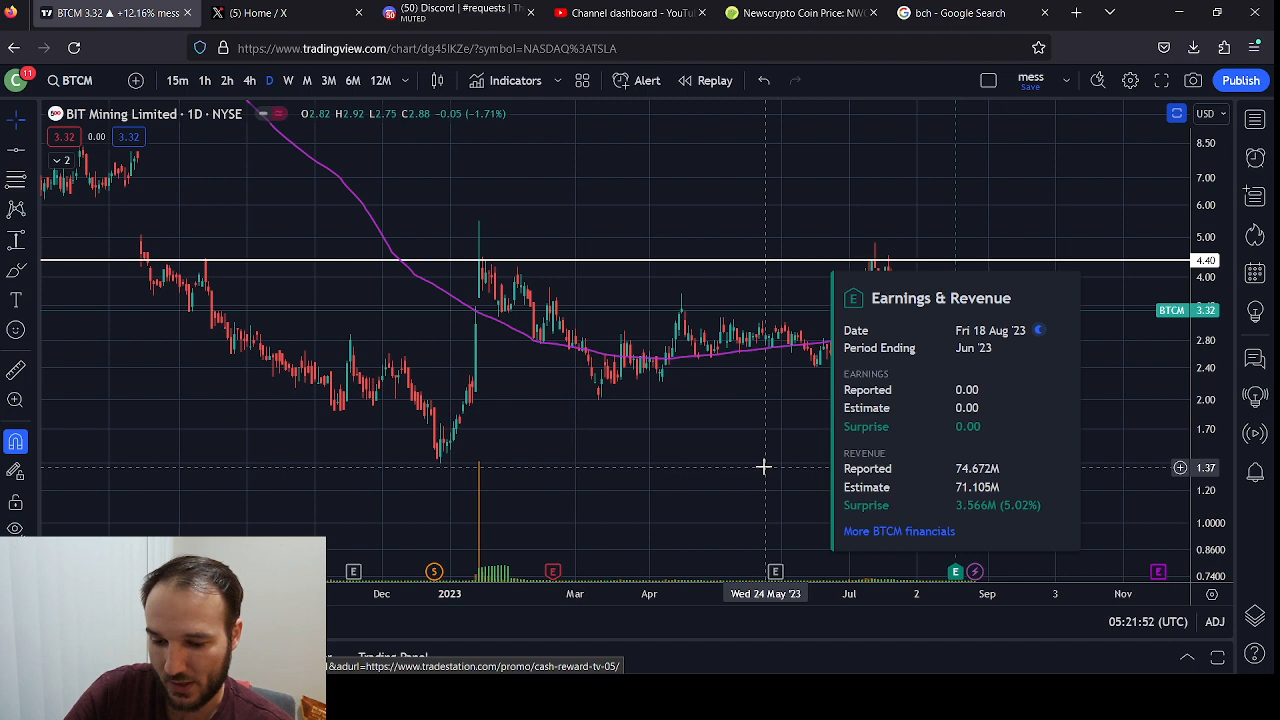 BTCM 3.32 ▲ +12.16% mess
(5) Home / X
(50) Discord | #requests | Th
MUTED
Channel dashboard - YouTu
Newscrypto Coin Price: NWC
bch - Google Search
https://www.tradingview.com/chart/dg45lKZe/?symbol=NASDAQ%3ATSLA
C
11
BTCM
15m 1h 2h 4h D W M 3M 6M 12M
Indicators
Alert
Replay
mess
Save
Publish
BIT Mining Limited · 1D · NYSE
O2.82 H2.92 L2.75 C2.88 -0.05 (-1.71%)
USD
3.32 0.00 3.32
2
8.50
7.00
6.00
5.00
4.40
4.00
BTCM 3.32
2.80
2.40
2.00
1.70
1.37
1.20
1.0000
0.8600
0.7400
E Earnings & Revenue
Date Fri 18 Aug '23
Period Ending Jun '23
EARNINGS
Reported 0.00
Estimate 0.00
Surprise 0.00
REVENUE
Reported 74.672M
Estimate 71.105M
Surprise 3.566M (5.02%)
More BTCM financials
E S E E E E
Dec 2023 Mar Apr Wed 24 May '23 Jul 2 Sep 3 Nov
05:21:52 (UTC) ADJ
Trading Panel
1&adurl=https://www.tradestation.com/promo/cash-reward-tv-05/